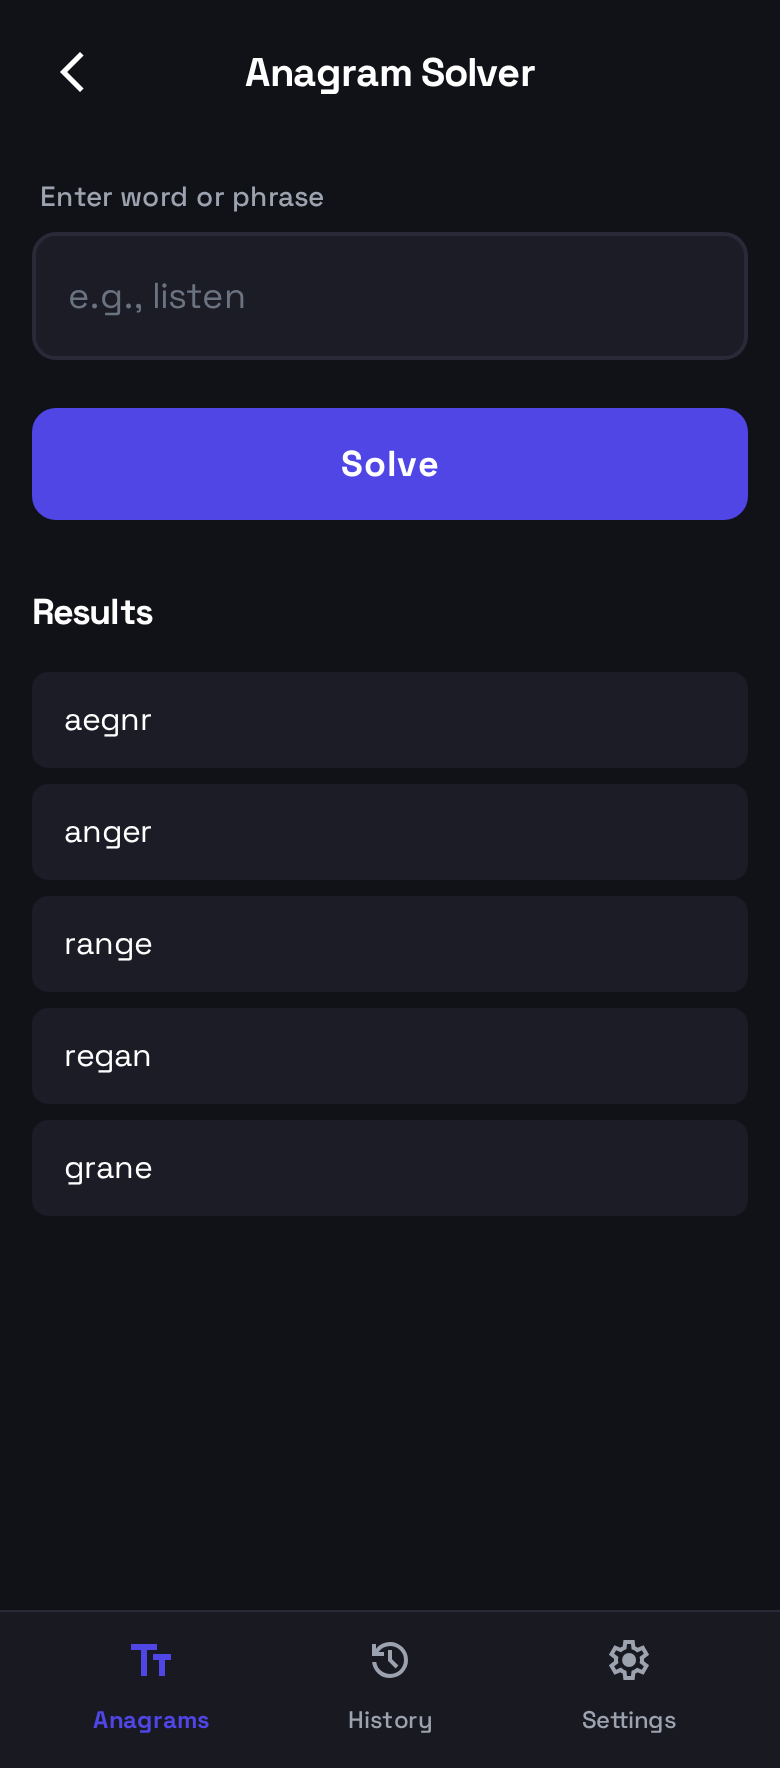 Anagram Solver
Enter word or phrase
e.g., listen
Solve
Results
aegnr
anger
range
regan
grane
Anagrams
History
Settings